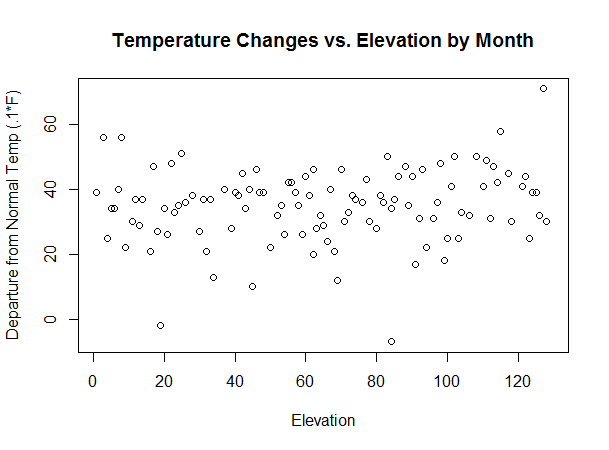 Temperature Changes vs. Elevation by Month
Departure from Normal Temp (.1*F)
60
40
20
0
0 20 40 60 80 100 120
Elevation